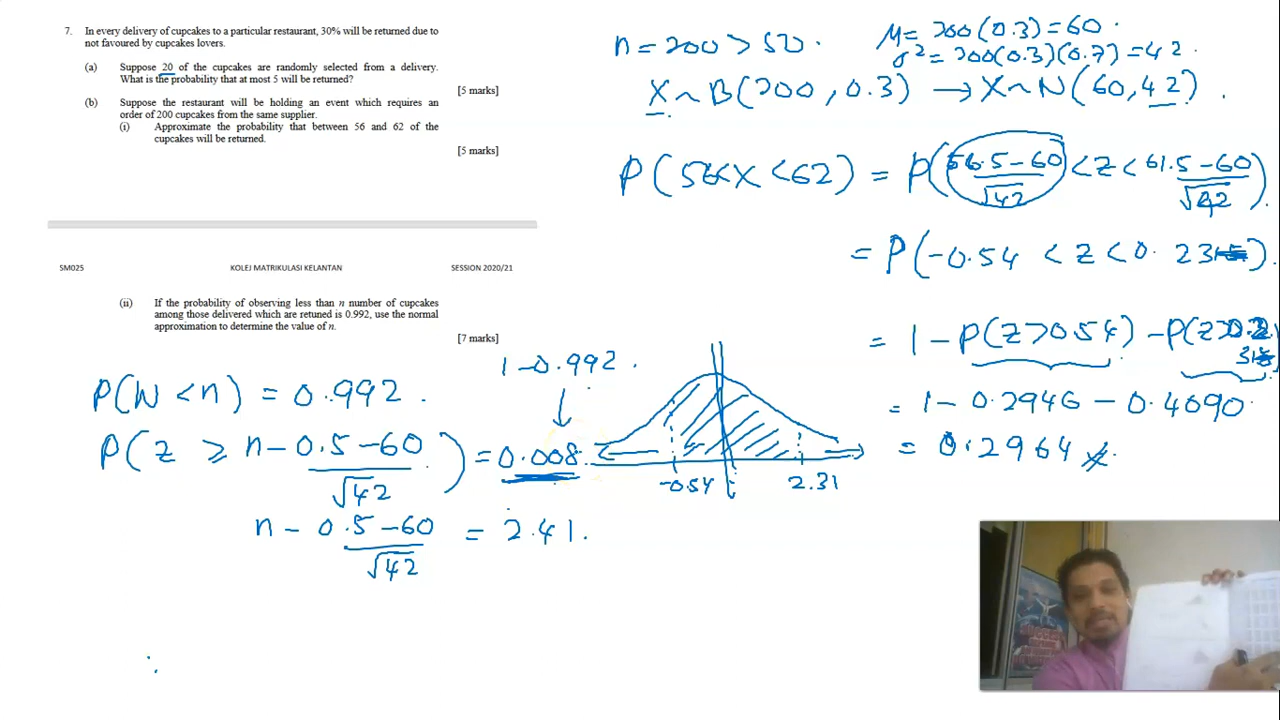 7. In every delivery of cupcakes to a particular restaurant, 30% will be returned due to
not favoured by cupcakes lovers.
(a) Suppose 20 of the cupcakes are randomly selected from a delivery.
What is the probability that at most 5 will be returned?
[5 marks]
(b) Suppose the restaurant will be holding an event which requires an
order of 200 cupcakes from the same supplier.
(i) Approximate the probability that between 56 and 62 of the
cupcakes will be returned.
[5 marks]
SM025 KOLEJ MATRIKULASI KELANTAN SESSION 2020/21
(ii) If the probability of observing less than n number of cupcakes
among those delivered which are retuned is 0.992, use the normal
approximation to determine the value of n.
[7 marks]
n = 200 > 50.
μ = 200(0.3) = 60.
σ² = 200(0.3)(0.7) = 42.
X ~ B(200, 0.3) → X ~ N(60, 42).
P(56 < X < 62) = P(56.5 – 60/√42 < Z < 61.5 – 60/√42).
= P(-0.54 < Z < 0.23).
= 1 – P(Z > 0.54) – P(Z > 0.231)
= 1 – 0.2946 – 0.4090
= 0.2964
1 – 0.992.
P(W < n) = 0.992.
P(Z ≥ n – 0.5 – 60/√42) = 0.008
n – 0.5 – 60/√42 = 2.41.
-0.54 2.31